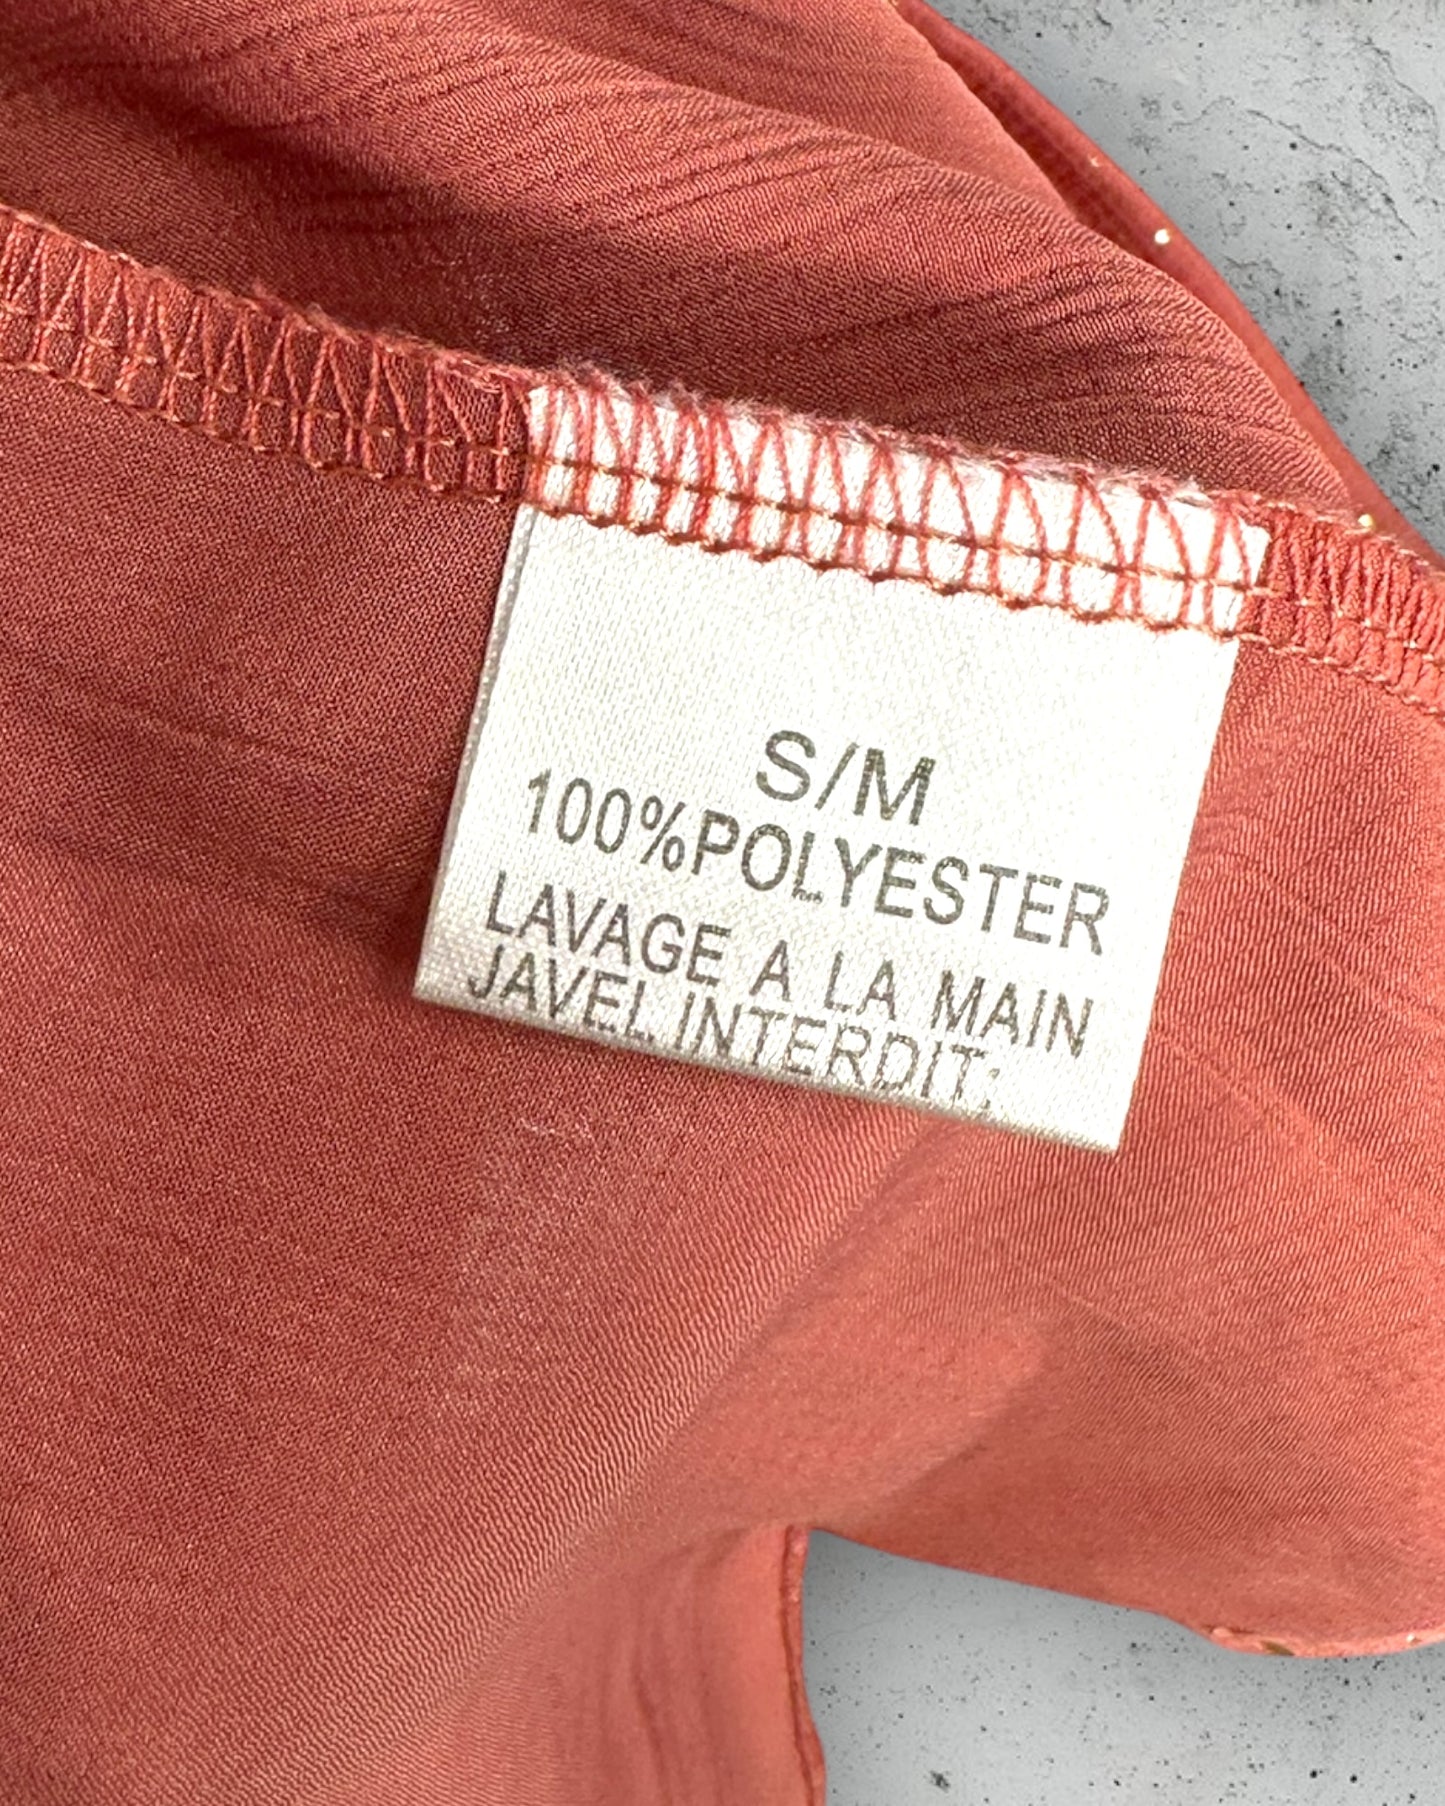 S/M
100%POLYESTER
LAVAGE A LA MAIN
JAVEL INTERDIT;